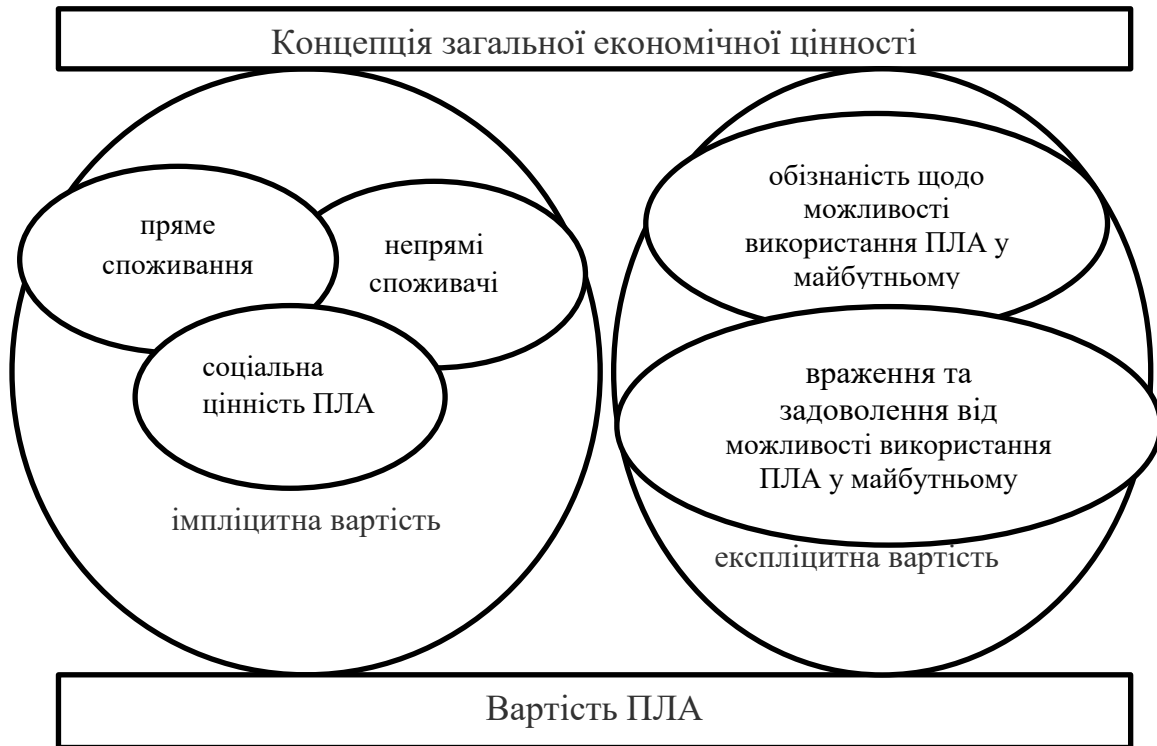 Концепція загальної економічної цінності
пряме
споживання
непрямі
споживачі
соціальна
цінність ПЛА
імпліцитна вартість
обізнаність щодо
можливості
використання ПЛА у
майбутньому
враження та
задоволення від
можливості використання
ПЛА у майбутньому
експліцитна вартість
Вартість ПЛА